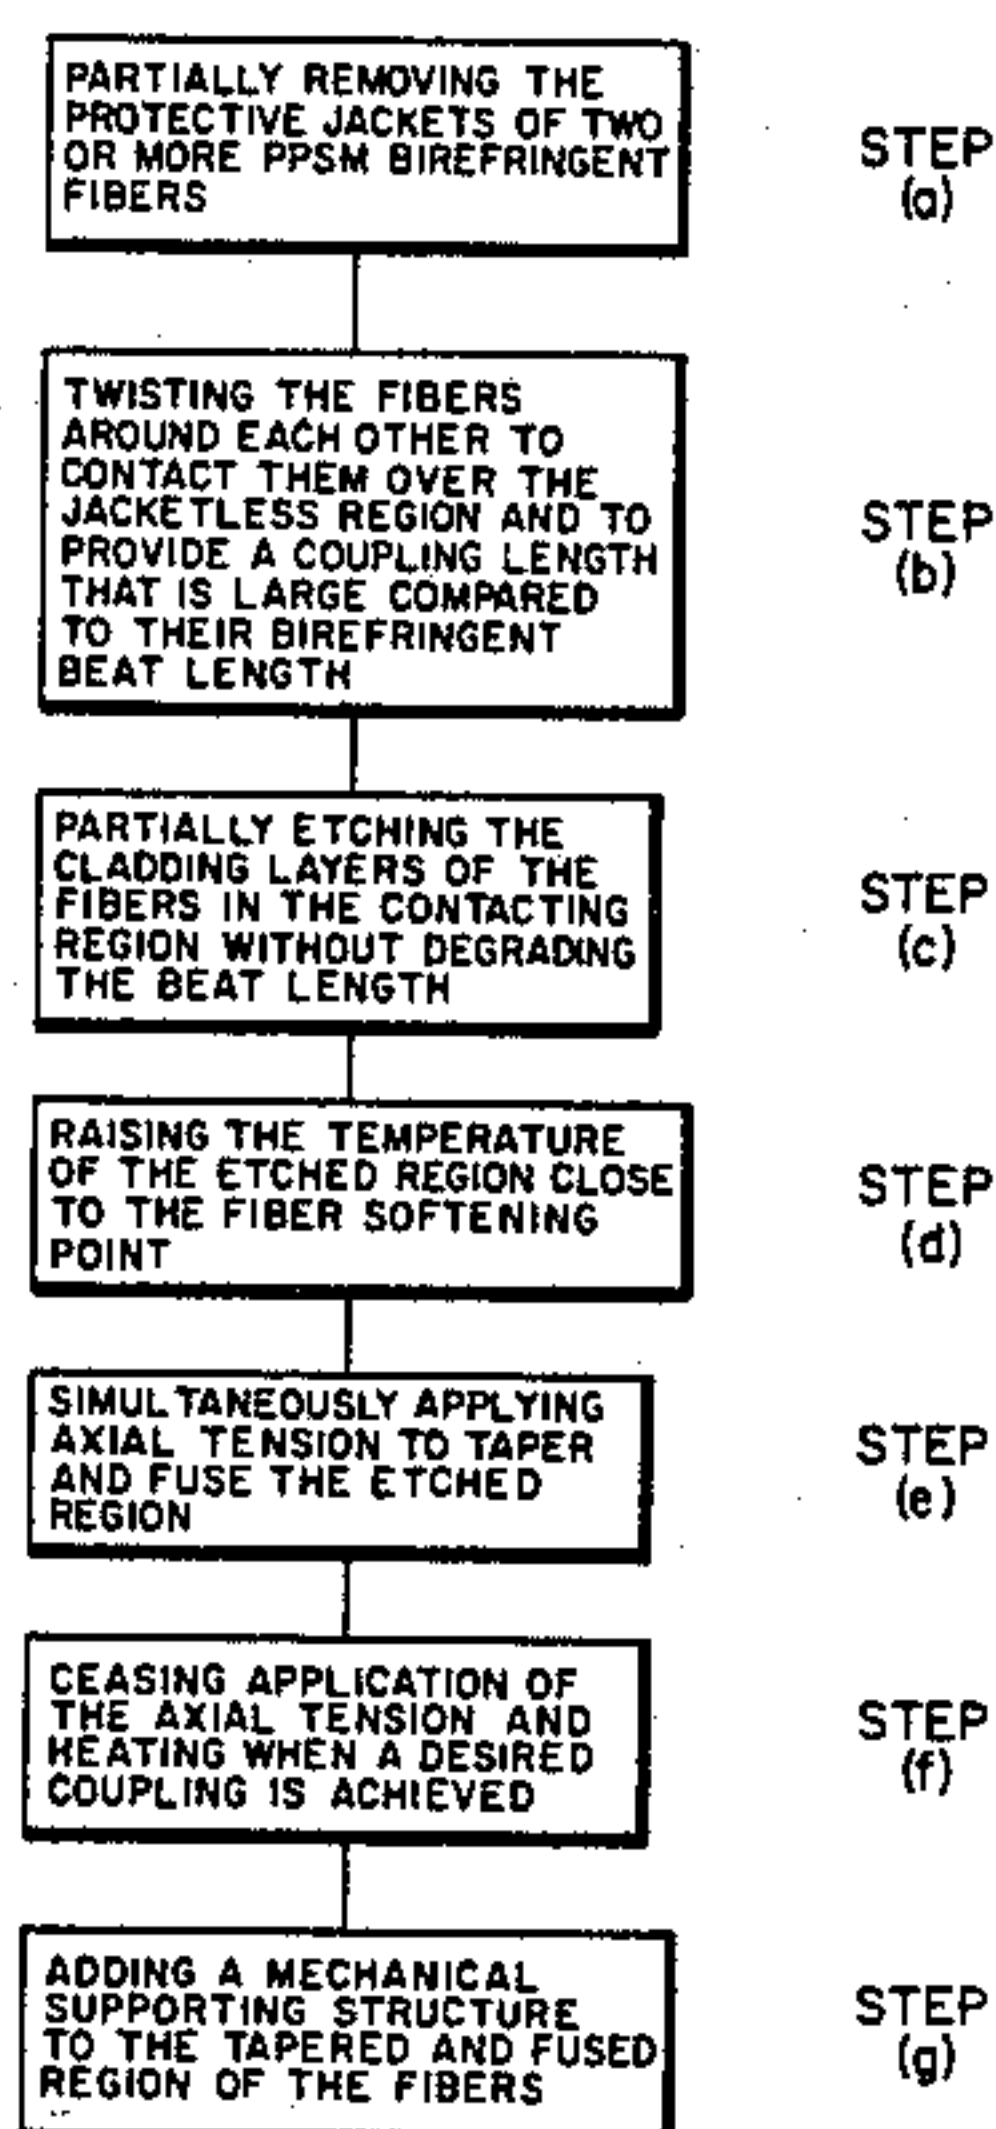 PARTIALLY REMOVING THE
PROTECTIVE JACKETS OF TWO
OR MORE PPSM BIREFRINGENT
FIBERS
STEP
(a)
TWISTING THE FIBERS
AROUND EACH OTHER TO
CONTACT THEM OVER THE
JACKETLESS REGION AND TO
PROVIDE A COUPLING LENGTH
THAT IS LARGE COMPARED
TO THEIR BIREFRINGENT
BEAT LENGTH
STEP
(b)
PARTIALLY ETCHING THE
CLADDING LAYERS OF THE
FIBERS IN THE CONTACTING
REGION WITHOUT DEGRADING
THE BEAT LENGTH
STEP
(c)
RAISING THE TEMPERATURE
OF THE ETCHED REGION CLOSE
TO THE FIBER SOFTENING
POINT
STEP
(d)
SIMULTANEOUSLY APPLYING
AXIAL TENSION TO TAPER
AND FUSE THE ETCHED
REGION
STEP
(e)
CEASING APPLICATION OF
THE AXIAL TENSION AND
HEATING WHEN A DESIRED
COUPLING IS ACHIEVED
STEP
(f)
ADDING A MECHANICAL
SUPPORTING STRUCTURE
TO THE TAPERED AND FUSED
REGION OF THE FIBERS
STEP
(g)